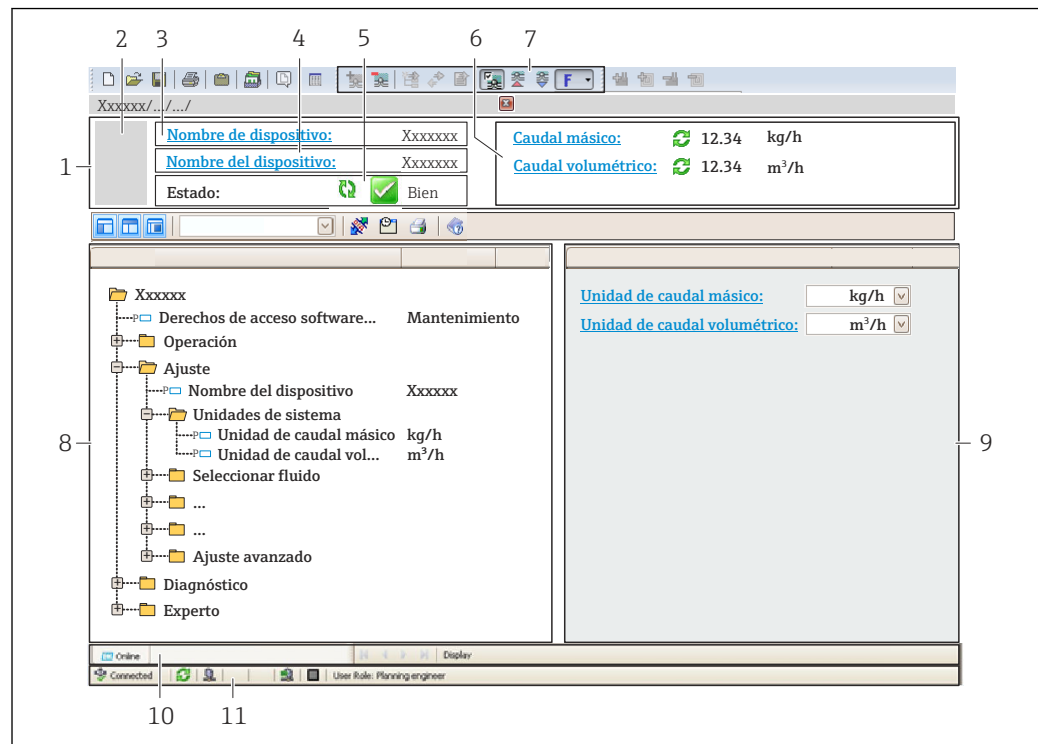 2 3 4 5 6 7
F
Xxxxxx/.../.../
1
Nombre de dispositivo: Xxxxxxx
Nombre del dispositivo: Xxxxxxx
Estado: Bien
Caudal másico: 12.34 kg/h
Caudal volumétrico: 12.34 m³/h
Xxxxxx
Derechos de acceso software... Mantenimiento
Operación
Ajuste
Nombre del dispositivo Xxxxxx
Unidades de sistema
Unidad de caudal másico kg/h
Unidad de caudal vol... m³/h
Seleccionar fluido
...
...
Ajuste avanzado
Diagnóstico
Experto
8
Unidad de caudal másico: kg/h
Unidad de caudal volumétrico: m³/h
9
Online Display
Connected User Role: Planning engineer
10 11